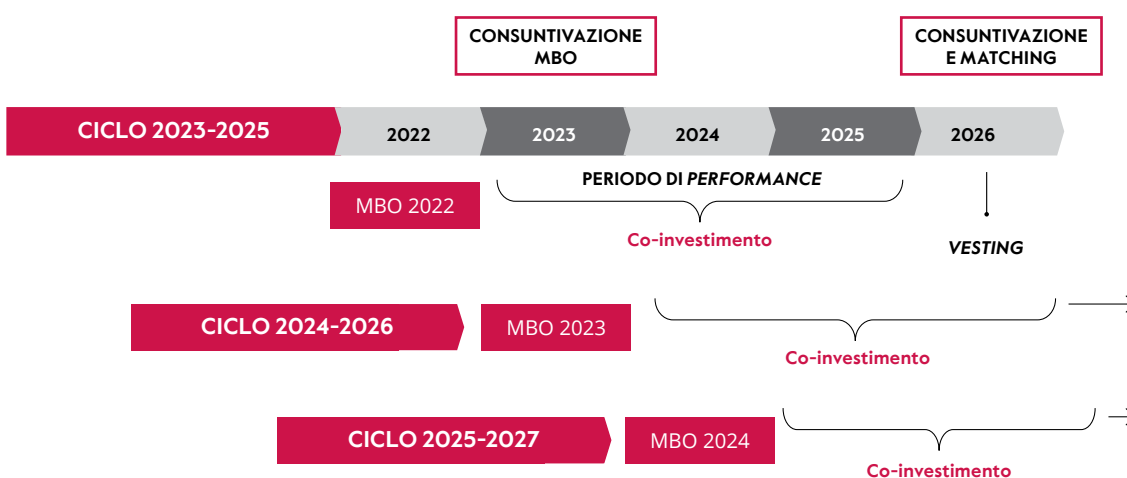 CONSUNTIVAZIONE
MBO
CONSUNTIVAZIONE
E MATCHING
CICLO 2023-2025
2022
2023
2024
2025
2026
MBO 2022
PERIODO DI PERFORMANCE
Co-investimento
VESTING
CICLO 2024-2026
MBO 2023
Co-investimento
CICLO 2025-2027
MBO 2024
Co-investimento